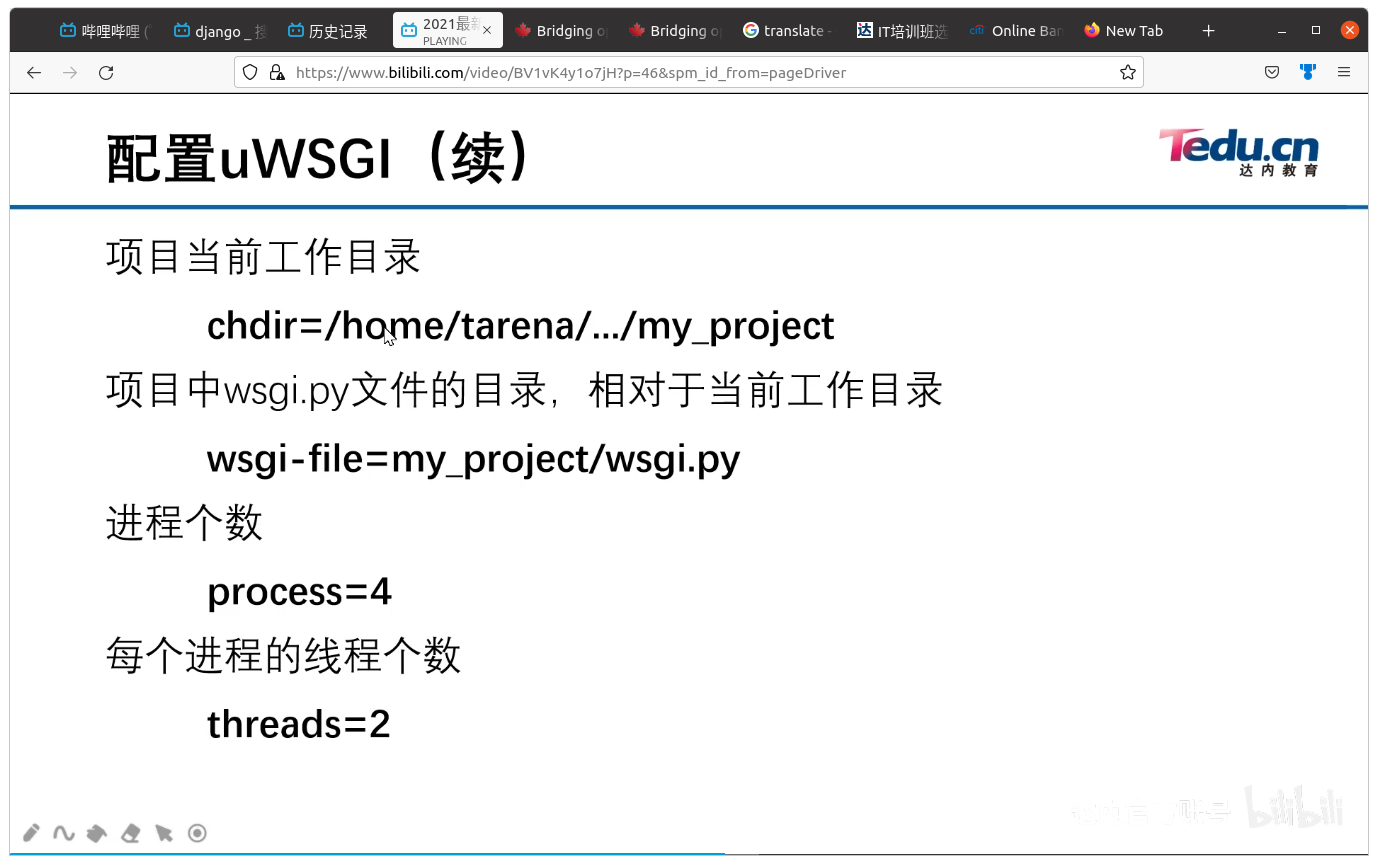 哔哩哔哩 (
django _ 搜
历史记录
2021最新
PLAYING
Bridging o
Bridging o
translate -
IT培训班选
citi
Online Ban
New Tab
https://www.bilibili.com/video/BV1vK4y1o7jH?p=46&spm_id_from=pageDriver
配置uWSGI（续）
Tedu.cn
达内教育
项目当前工作目录
chdir=/home/tarena/.../my_project
项目中wsgi.py文件的目录，相对于当前工作目录
wsgi-file=my_project/wsgi.py
进程个数
process=4
每个进程的线程个数
threads=2
bilibili